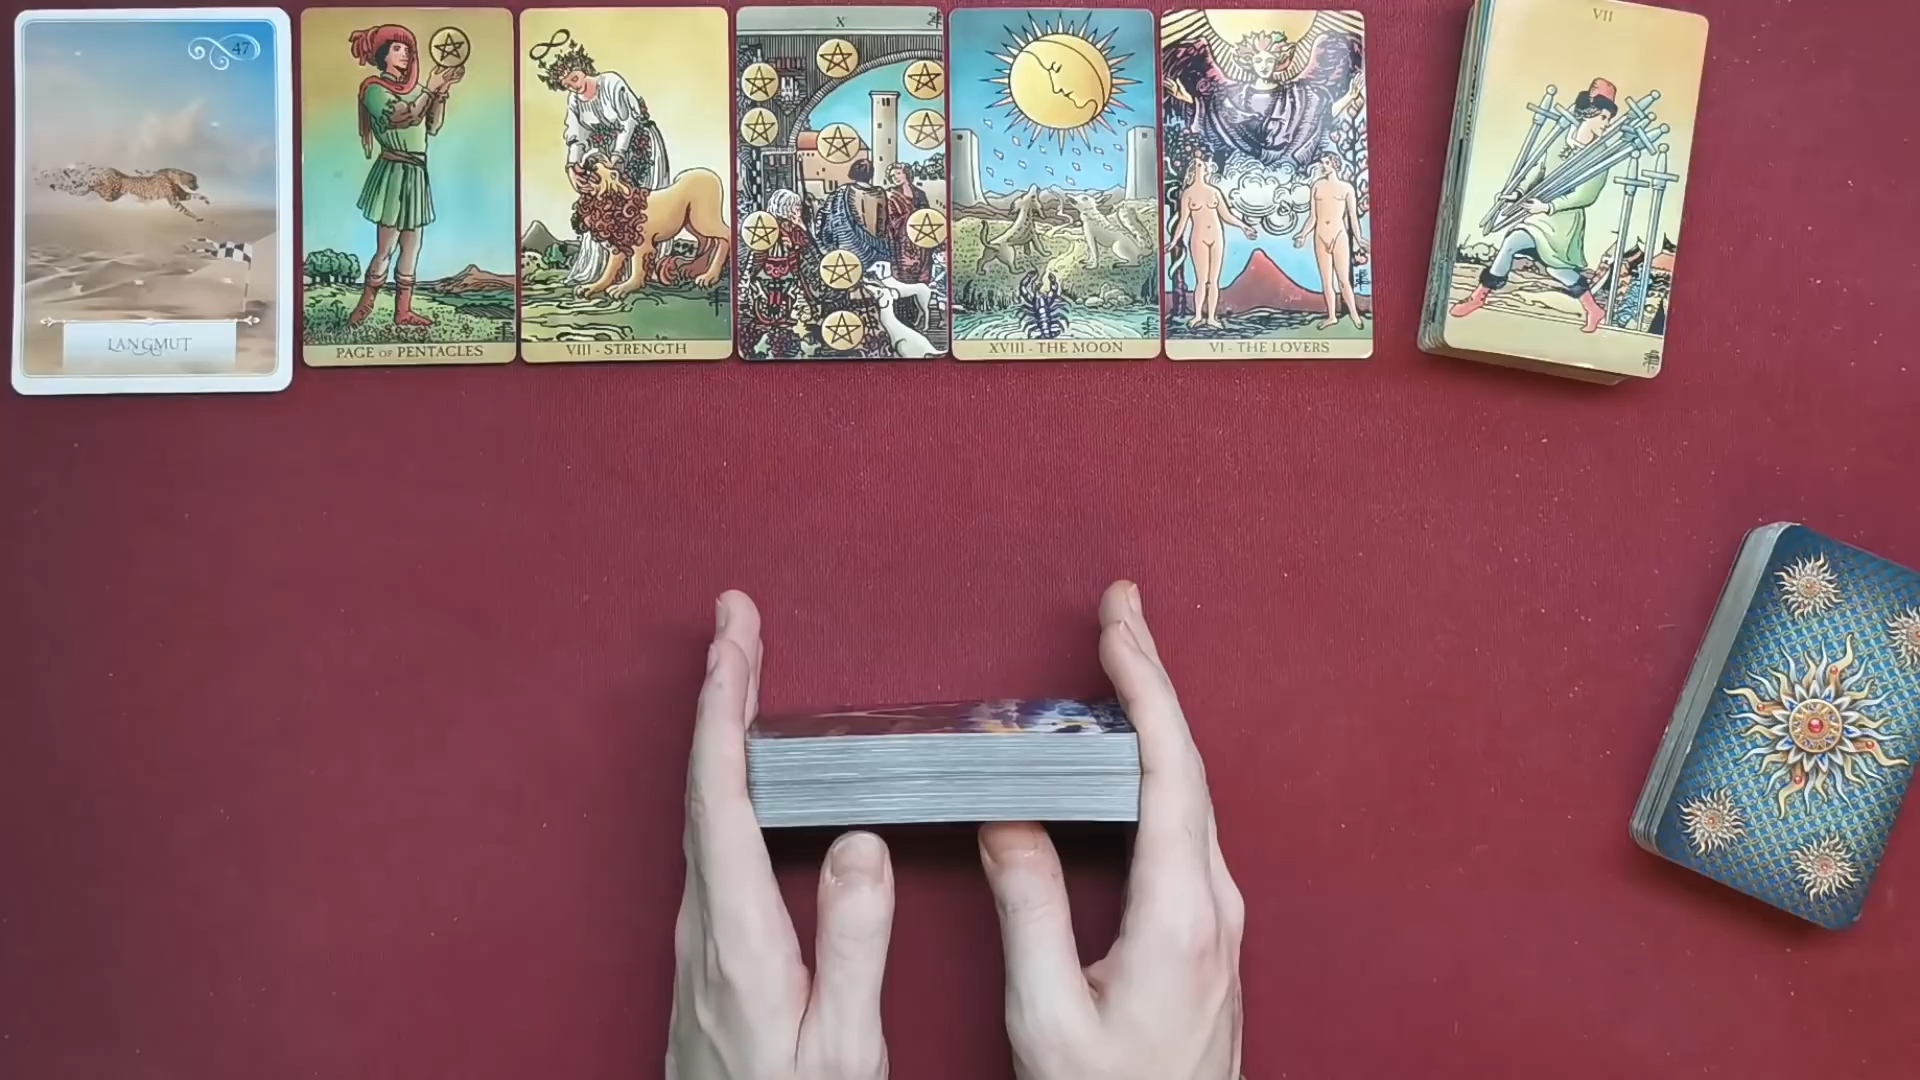 47
LANGMUT
PAGE OF PENTACLES
VIII - STRENGTH
X
XVIII - THE MOON
VI - THE LOVERS
VII